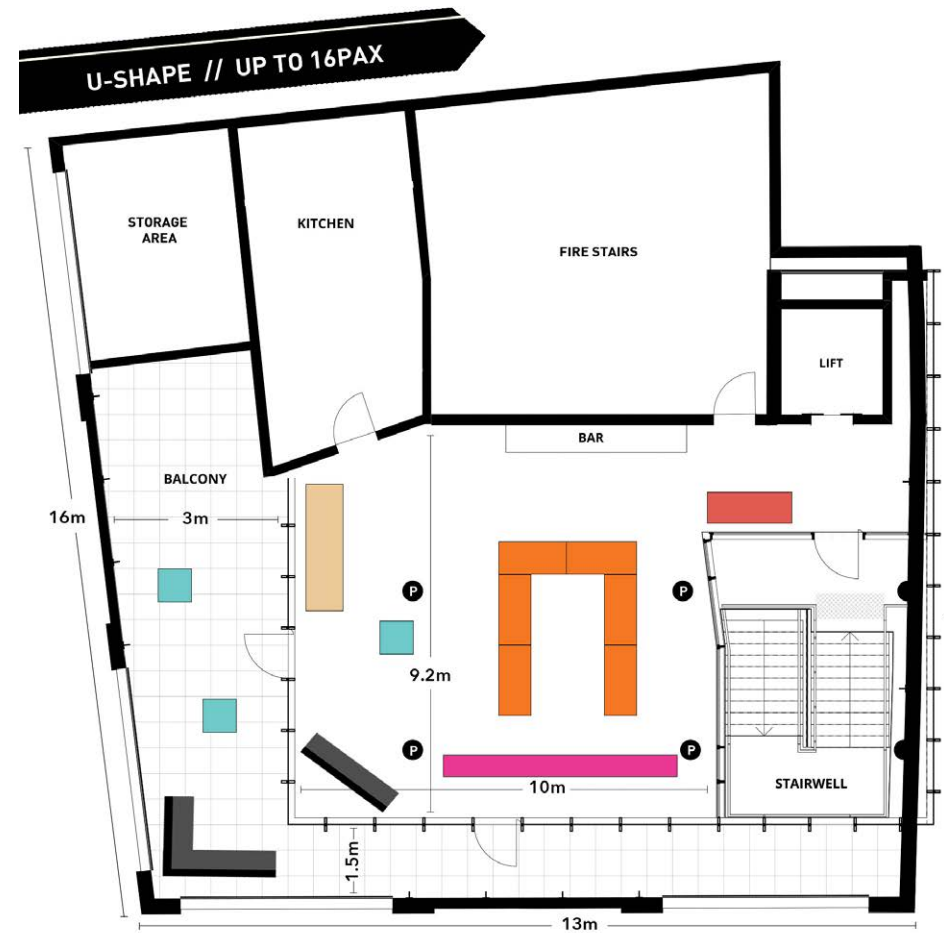 U-SHAPE // UP TO 16PAX
STORAGE
AREA
KITCHEN
FIRE STAIRS
LIFT
BAR
BALCONY
16m
3m
P
P
9.2m
P
P
10m
STAIRWELL
1.5m
13m